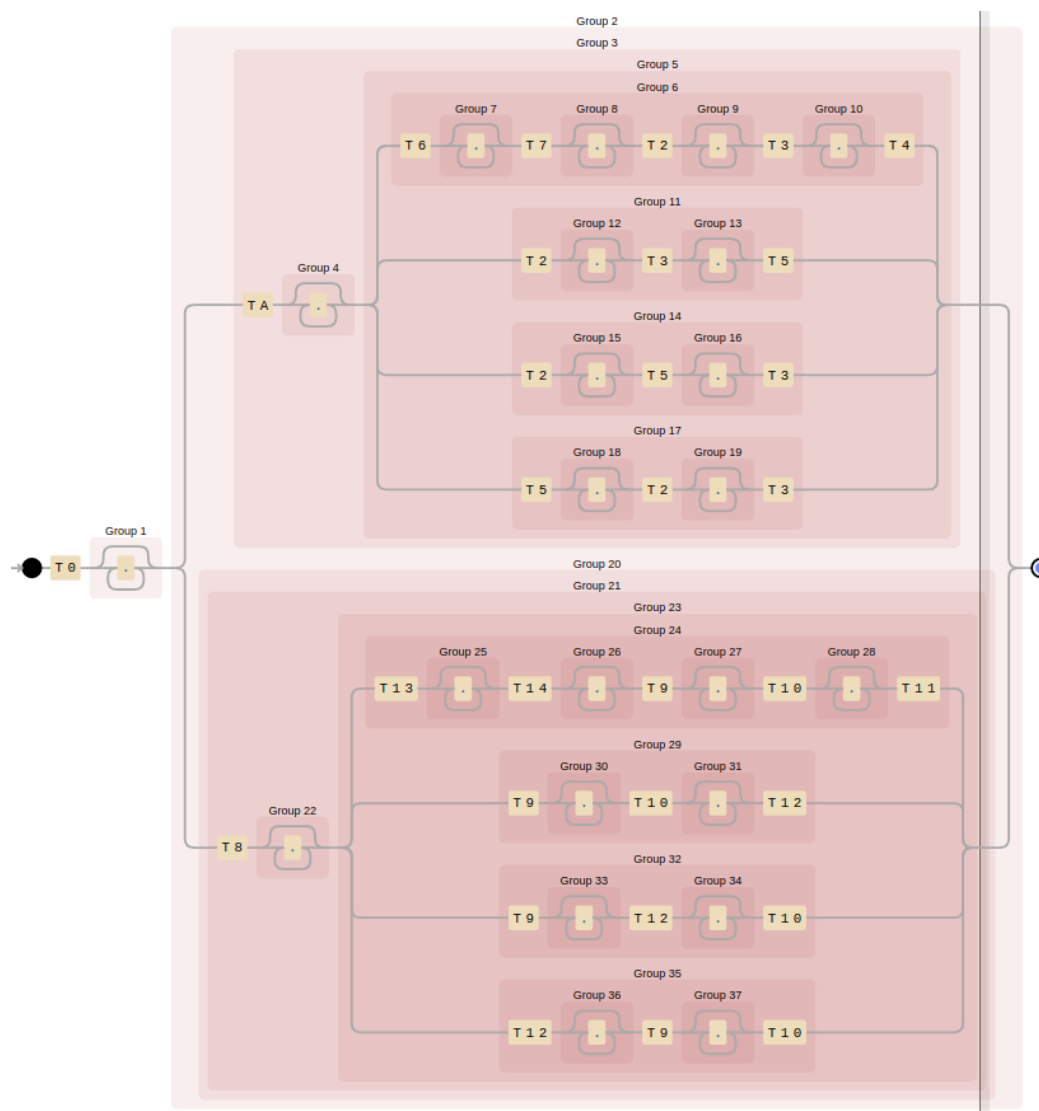 Group 2
Group 3
Group 5
Group 6
Group 7 Group 8 Group 9 Group 10
T 6 . T 7 . T 2 . T 3 . T 4
Group 11
Group 12 Group 13
T 2 . T 3 . T 5
Group 4
T A .
Group 14
Group 15 Group 16
T 2 . T 5 . T 3
Group 17
Group 18 Group 19
T 5 . T 2 . T 3
Group 1
T 0 .
Group 20
Group 21
Group 23
Group 24
Group 25 Group 26 Group 27 Group 28
T 1 3 . T 1 4 . T 9 . T 1 0 . T 1 1
Group 29
Group 30 Group 31
T 9 . T 1 0 . T 1 2
Group 22
T 8 .
Group 32
Group 33 Group 34
T 9 . T 1 2 . T 1 0
Group 35
Group 36 Group 37
T 1 2 . T 9 . T 1 0